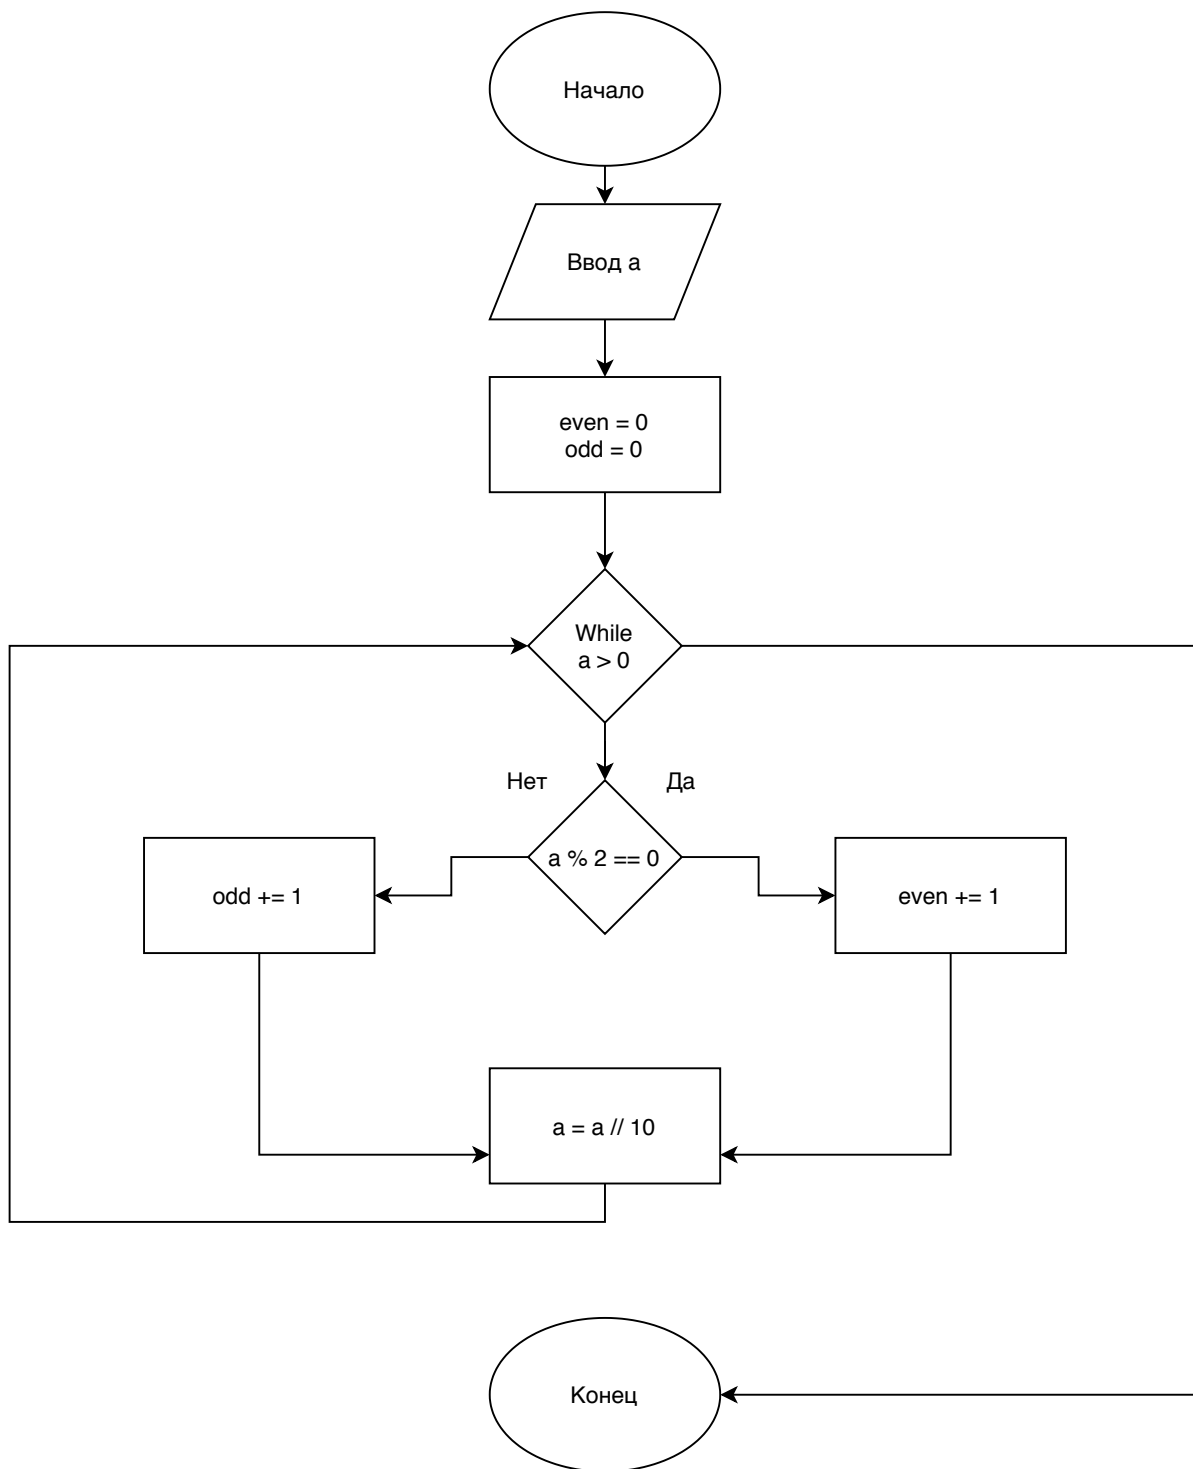 Начало
Ввод a
even = 0
odd = 0
While
a > 0
Нет
Да
a % 2 == 0
odd += 1
even += 1
a = a // 10
Конец